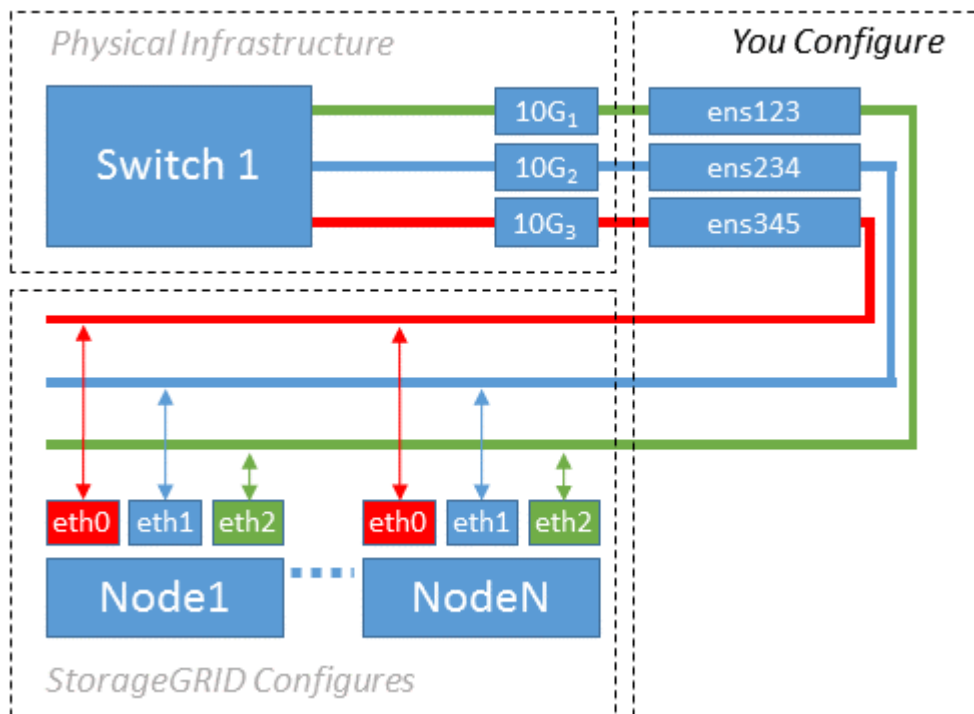 Physical Infrastructure
You Configure
Switch 1
10G₁
ens123
10G₂
ens234
10G₃
ens345
eth0 eth1 eth2
eth0 eth1 eth2
Node1
NodeN
StorageGRID Configures